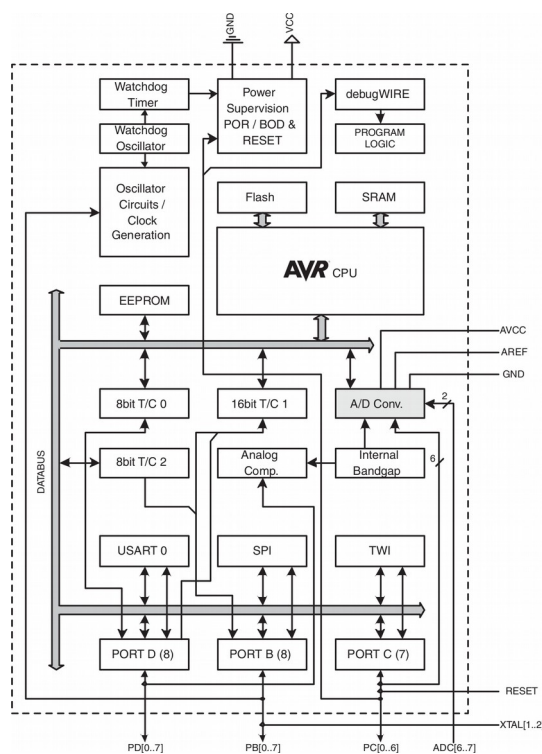 GND
VCC
Watchdog
Timer
Power
Supervision
POR / BOD &
RESET
debugWIRE
Watchdog
Oscillator
PROGRAM
LOGIC
Oscillator
Circuits /
Clock
Generation
Flash
SRAM
AVR CPU
EEPROM
AVCC
AREF
GND
8bit T/C 0
16bit T/C 1
A/D Conv.
2
DATABUS
8bit T/C 2
Analog
Comp.
Internal
Bandgap
6
USART 0
SPI
TWI
PORT D (8)
PORT B (8)
PORT C (7)
RESET
XTAL[1..2
PD[0..7]
PB[0..7]
PC[0..6]
ADC[6..7]